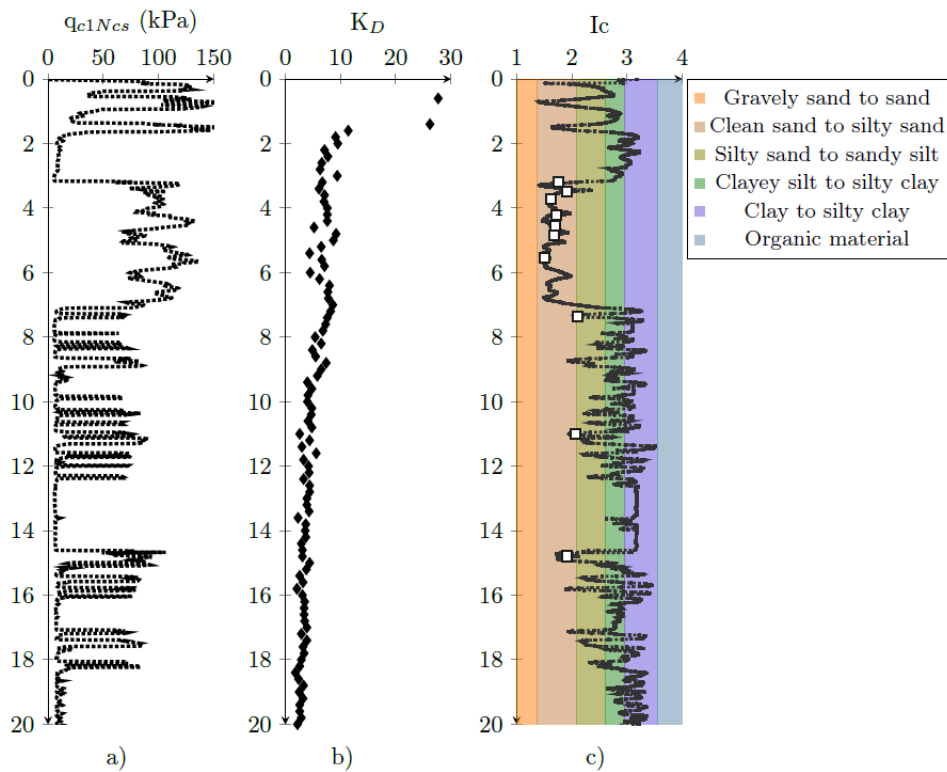 q_{c1Ncs} (kPa)
K_D
Ic
0 50 100 150
0 10 20 30
1 2 3 4
0 2 4 6 8 10 12 14 16 18 20
0 2 4 6 8 10 12 14 16 18 20
0 2 4 6 8 10 12 14 16 18 20
Gravely sand to sand
Clean sand to silty sand
Silty sand to sandy silt
Clayey silt to silty clay
Clay to silty clay
Organic material
a)
b)
c)